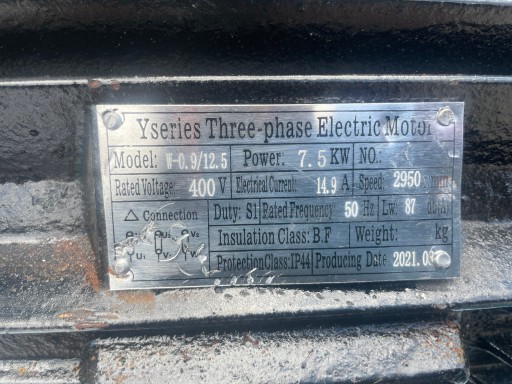 Yseries Three-phase Electric Motor
Model: W-0.9/12.5 Power: 7.5 KW NO.:
Rated Voltage: 400 V Electrical Current: 14.9 A Speed: 2950
△ Connection Duty: S1 Rated Frequency 50 Hz Lw: 87
Insulation Class: B.F Weight: kg
Protection Class: IP44 Producing Date 2021.03